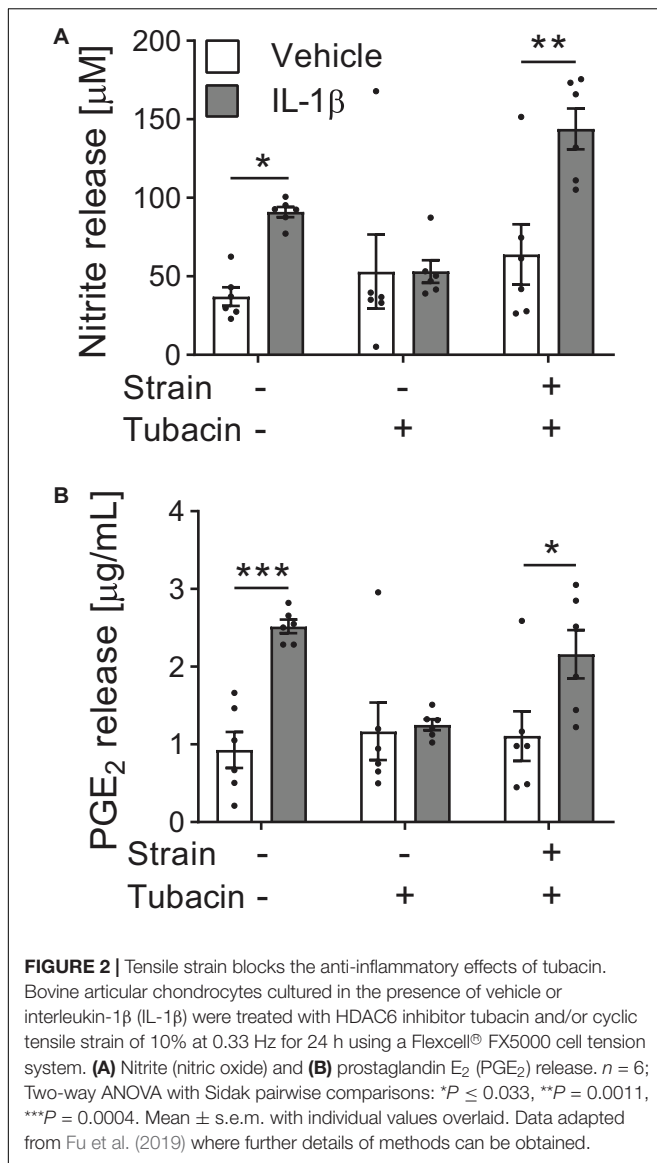 A
200
150
100
50
0
Nitrite release [µM]
Vehicle
IL-1β
*
**
Strain - - +
Tubacin - + +
B
4
3
2
1
0
PGE₂ release [µg/mL]
***
*
Strain - - +
Tubacin - + +
FIGURE 2 | Tensile strain blocks the anti-inflammatory effects of tubacin.
Bovine articular chondrocytes cultured in the presence of vehicle or
interleukin-1β (IL-1β) were treated with HDAC6 inhibitor tubacin and/or cyclic
tensile strain of 10% at 0.33 Hz for 24 h using a Flexcell® FX5000 cell tension
system. (A) Nitrite (nitric oxide) and (B) prostaglandin E₂ (PGE₂) release. n = 6;
Two-way ANOVA with Sidak pairwise comparisons: *P ≤ 0.033, **P = 0.0011,
***P = 0.0004. Mean ± s.e.m. with individual values overlaid. Data adapted
from Fu et al. (2019) where further details of methods can be obtained.